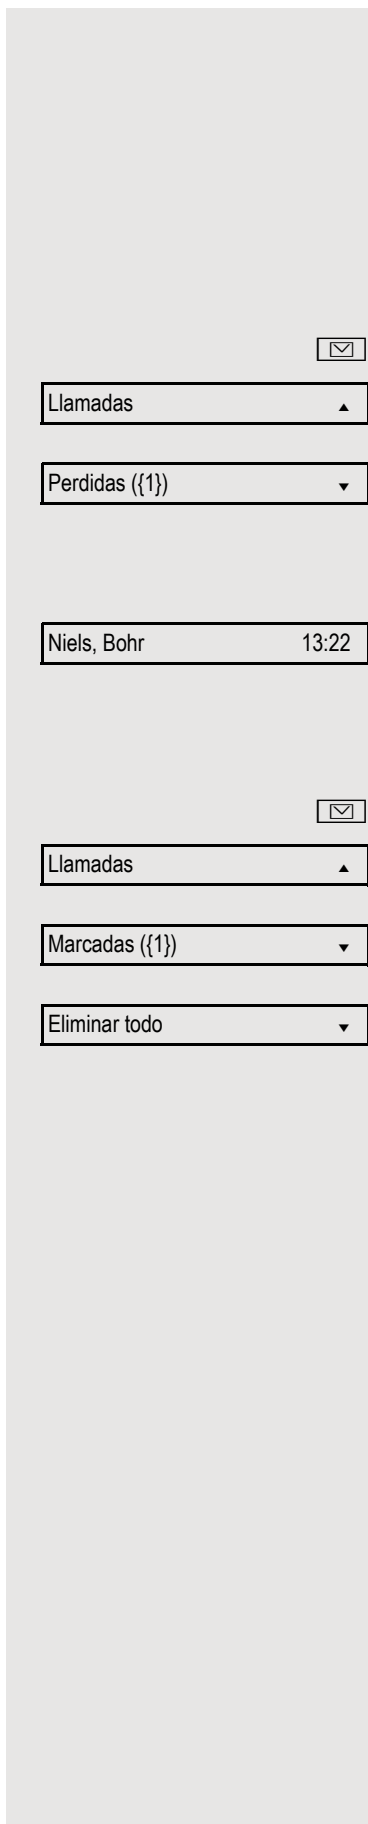 Llamadas
Perdidas ({1})
Niels, Bohr 13:22
Llamadas
Marcadas ({1})
Eliminar todo